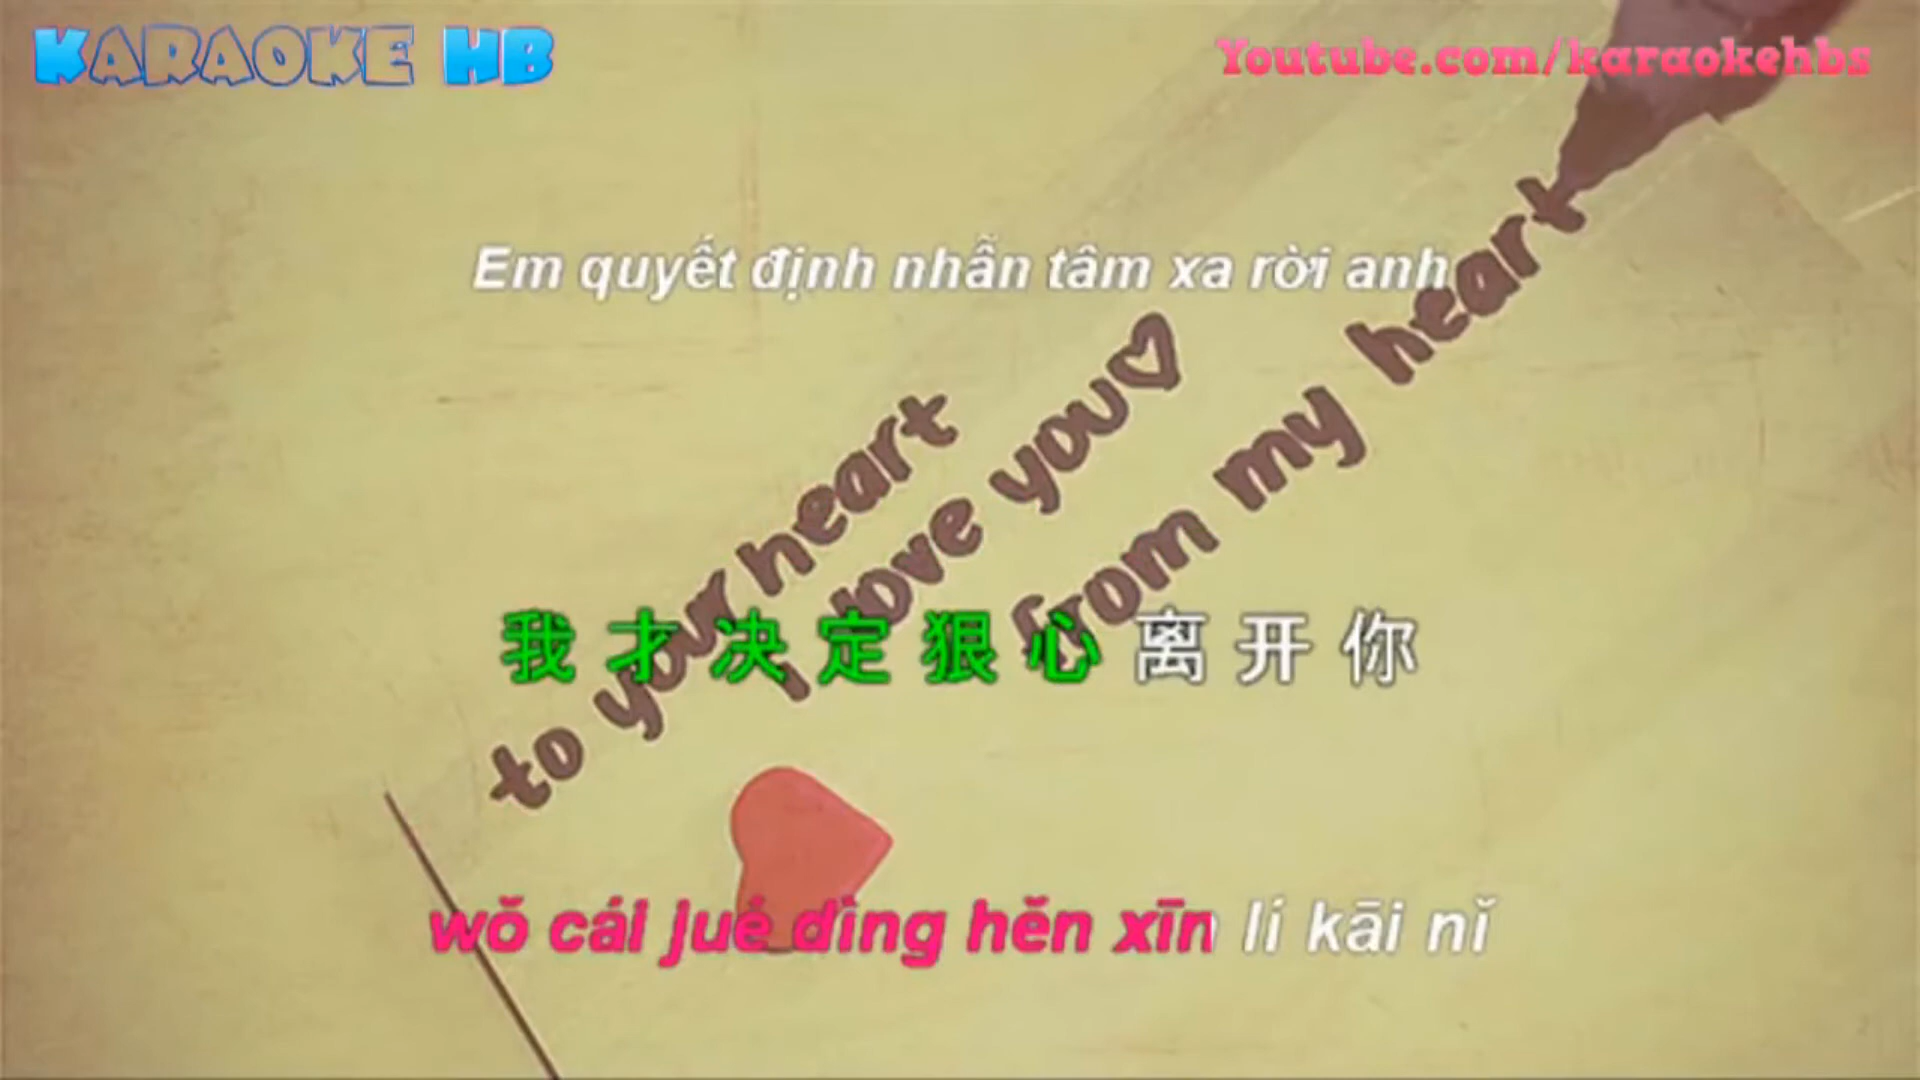 KARAOKE HB
Youtube.com/karaokehbs
Em quyết định nhẫn tâm xa rời anh
to your heart
I love you♡
from my heart
我才决定狠心离开你
wǒ cái jué dìng hěn xīn lí kāi nǐ